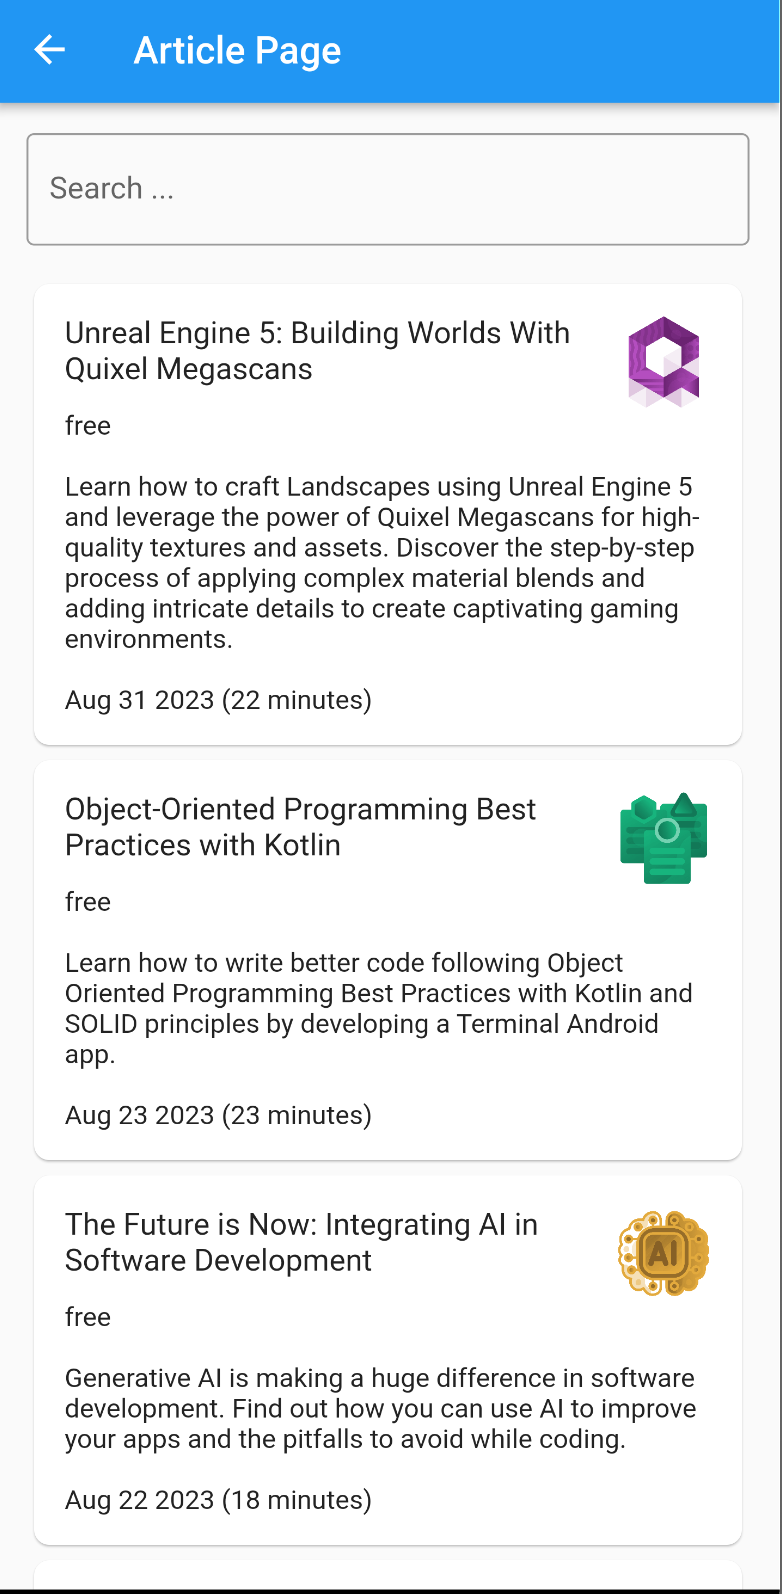 Article Page
Search ...
Unreal Engine 5: Building Worlds With
Quixel Megascans
free
Learn how to craft Landscapes using Unreal Engine 5
and leverage the power of Quixel Megascans for high-
quality textures and assets. Discover the step-by-step
process of applying complex material blends and
adding intricate details to create captivating gaming
environments.
Aug 31 2023 (22 minutes)
Object-Oriented Programming Best
Practices with Kotlin
free
Learn how to write better code following Object
Oriented Programming Best Practices with Kotlin and
SOLID principles by developing a Terminal Android
app.
Aug 23 2023 (23 minutes)
The Future is Now: Integrating AI in
Software Development
AI
free
Generative AI is making a huge difference in software
development. Find out how you can use AI to improve
your apps and the pitfalls to avoid while coding.
Aug 22 2023 (18 minutes)